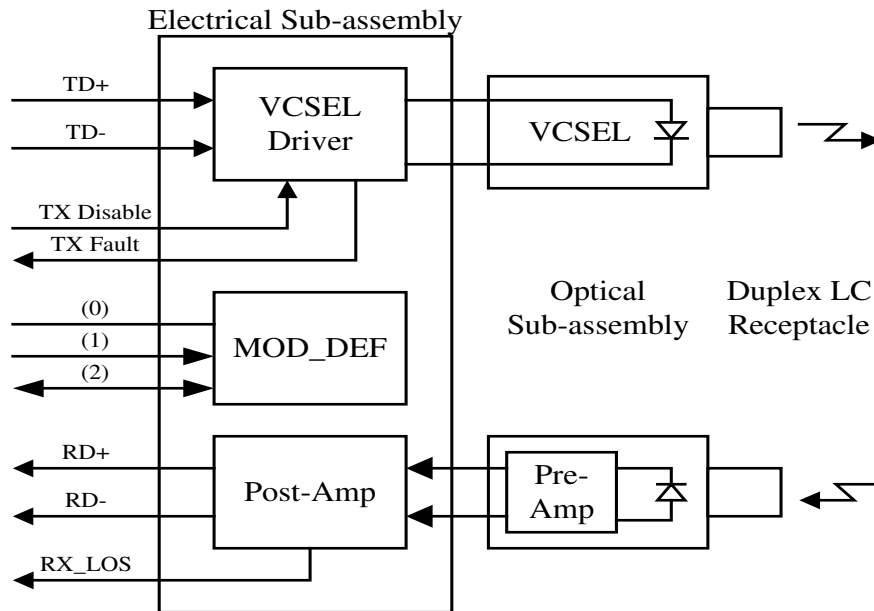 Electrical Sub-assembly
TD+
TD-
TX Disable
TX Fault
VCSEL
Driver
VCSEL
(0)
(1)
(2)
MOD_DEF
Optical
Sub-assembly
Duplex LC
Receptacle
RD+
RD-
RX_LOS
Post-Amp
Pre-
Amp